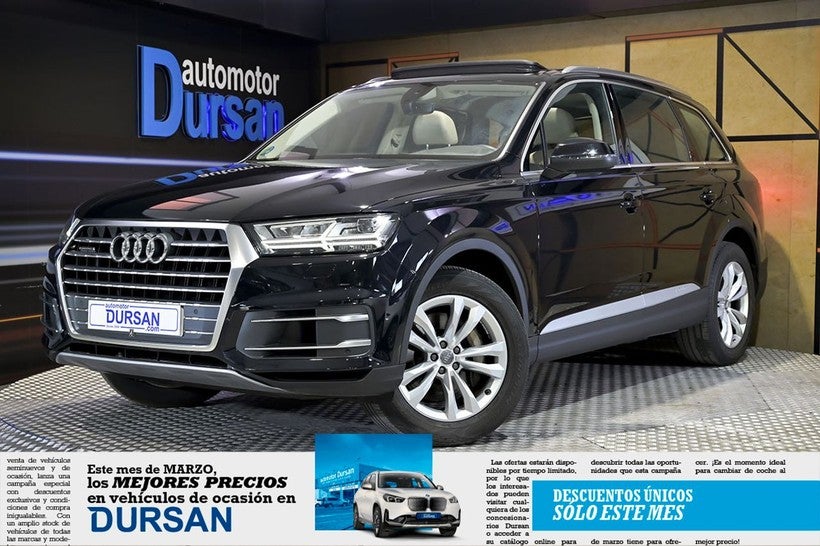 automotor
Dursan
automotor
DURSAN
.com
venta de vehículos
seminuevos y de
ocasión, lanza una
campaña especial
con descuentos
exclusivos y condi-
ciones de compra
inigualables. Con
un amplio stock de
vehículos de todas
las marcas y mode-
Este mes de MARZO,
los MEJORES PRECIOS
en vehículos de ocasión en
DURSAN
automotor Dursan
Las ofertas estarán dispo-
nibles por tiempo limitado,
por lo que
los interesa-
dos pueden
visitar cual-
quiera de los
concesiona-
rios Dursan
o acceder a
su catálogo online para
descubrir todas las oportu-
nidades que esta campaña
de marzo tiene para ofre-
cer. ¡Es el momento ideal
para cambiar de coche al
mejor precio!
DESCUENTOS ÚNICOS
SÓLO ESTE MES